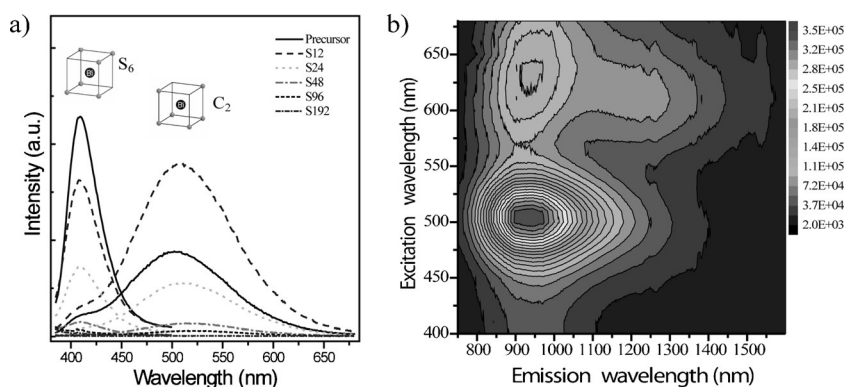 a)
S6
Bi
Bi
C2
Precursor
S12
S24
S48
S96
S192
Intensity (a.u.)
400 450 500 550 600 650
Wavelength (nm)
b)
Excitation wavelength (nm)
650
600
550
500
450
400
800 900 1000 1100 1200 1300 1400 1500
Emission wavelength (nm)
3.5E+05
3.2E+05
2.8E+05
2.5E+05
2.1E+05
1.8E+05
1.4E+05
1.1E+05
7.2E+04
3.7E+04
2.0E+03